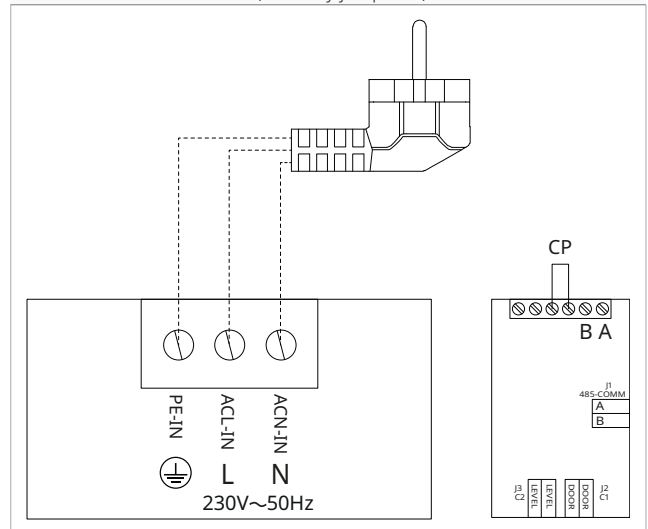 CP
B A
J1
485-COMM
A
B
PE-IN
ACL-IN
ACN-IN
L
N
230V～50Hz
J3
C2
LEVEL
LEVEL
DOOR
DOOR
J2
C1